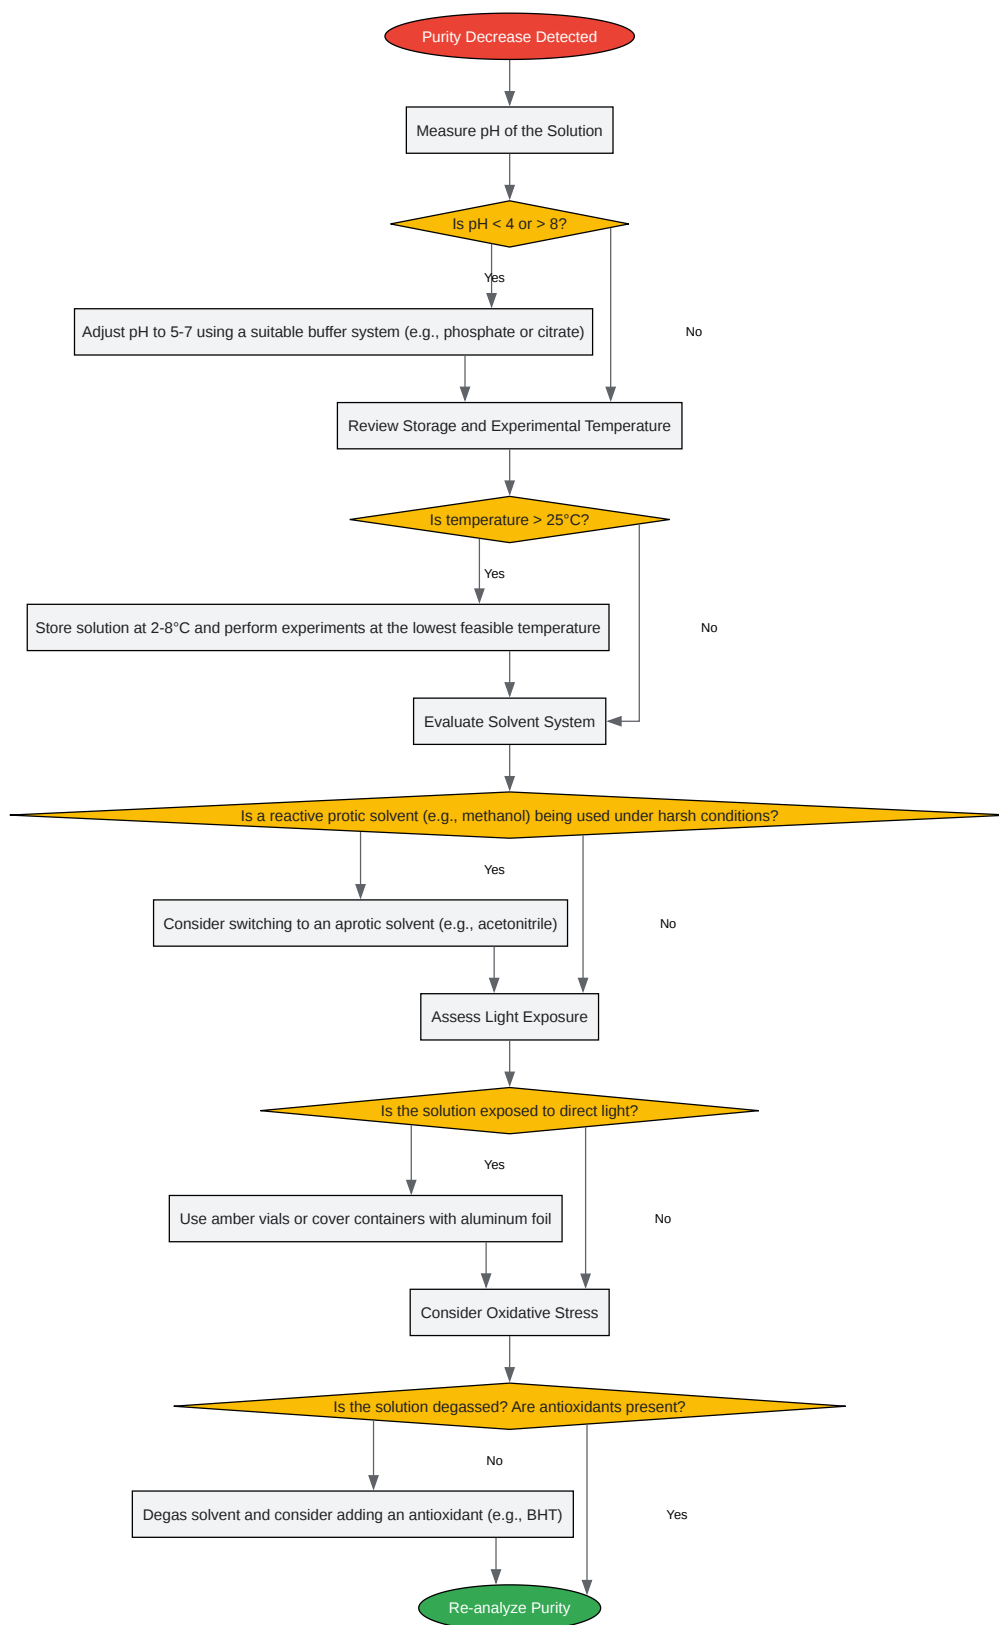 Purity Decrease Detected
Measure pH of the Solution
Is pH < 4 or > 8?
Yes
Adjust pH to 5-7 using a suitable buffer system (e.g., phosphate or citrate)
No
Review Storage and Experimental Temperature
Is temperature > 25°C?
Yes
Store solution at 2-8°C and perform experiments at the lowest feasible temperature
No
Evaluate Solvent System
Is a reactive protic solvent (e.g., methanol) being used under harsh conditions?
Yes
Consider switching to an aprotic solvent (e.g., acetonitrile)
No
Assess Light Exposure
Is the solution exposed to direct light?
Yes
Use amber vials or cover containers with aluminum foil
No
Consider Oxidative Stress
Is the solution degassed? Are antioxidants present?
No
Degas solvent and consider adding an antioxidant (e.g., BHT)
Yes
Re-analyze Purity